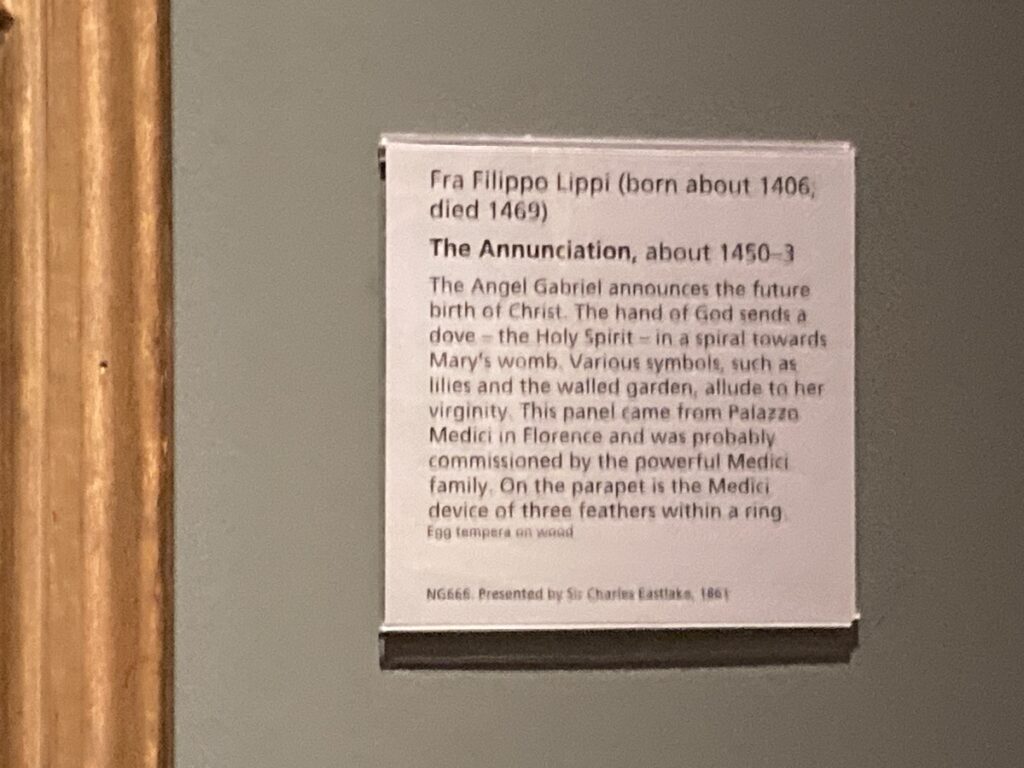 Fra Filippo Lippi (born about 1406,
died 1469)
The Annunciation, about 1450–3
The Angel Gabriel announces the future
birth of Christ. The hand of God sends a
dove – the Holy Spirit – in a spiral towards
Mary's womb. Various symbols, such as
lilies and the walled garden, allude to her
virginity. This panel came from Palazzo
Medici in Florence and was probably
commissioned by the powerful Medici
family. On the parapet is the Medici
device of three feathers within a ring.
Egg tempera on wood
NG666. Presented by Sir Charles Eastlake, 1861